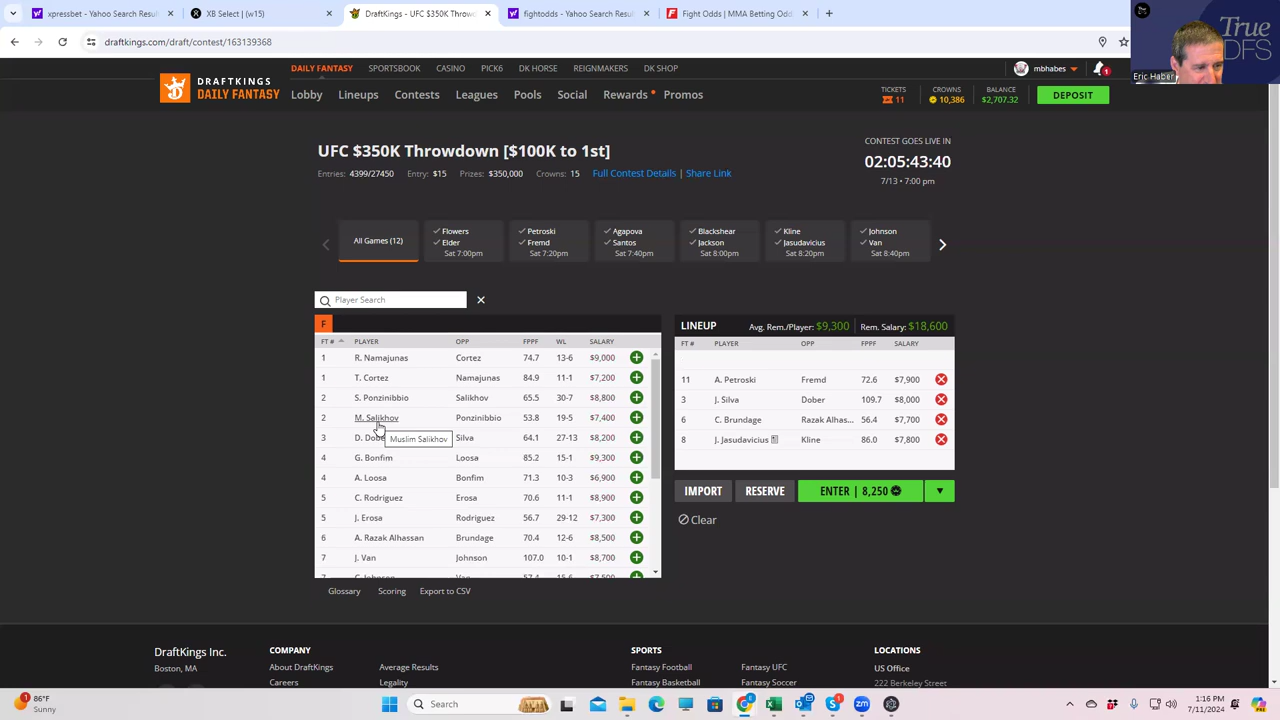 xpressbet - Yahoo Search Resul
XB Select | (w15)
DraftKings - UFC $350K Throwd
fightodds - Yahoo Search Resul
Fight Odds | MMA Betting Odd
draftkings.com/draft/contest/163139368
True
DFS
Eric Haber
DAILY FANTASY
SPORTSBOOK
CASINO
PICK6
DK HORSE
REIGNMAKERS
DK SHOP
mbhabes
1
DRAFTKINGS
DAILY FANTASY
Lobby
Lineups
Contests
Leagues
Pools
Social
Rewards
Promos
TICKETS
11
CROWNS
10,386
BALANCE
$2,707.32
DEPOSIT
UFC $350K Throwdown [$100K to 1st]
Entries: 4399/27450 Entry: $15 Prizes: $350,000 Crowns: 15 Full Contest Details | Share Link
CONTEST GOES LIVE IN
02:05:43:40
7/13 • 7:00 pm
All Games (12)
Flowers
Elder
Sat 7:00pm
Petroski
Fremd
Sat 7:20pm
Agapova
Santos
Sat 7:40pm
Blackshear
Jackson
Sat 8:00pm
Kline
Jasudavicius
Sat 8:20pm
Johnson
Van
Sat 8:40pm
Player Search
F
FT # PLAYER OPP FPPF WL SALARY
1 R. Namajunas Cortez 74.7 13-6 $9,000
1 T. Cortez Namajunas 84.9 11-1 $7,200
2 S. Ponzinibbio Salikhov 65.5 30-7 $8,800
2 M. Salikhov Ponzinibbio 53.8 19-5 $7,400
3 D. Dobe Silva 64.1 27-13 $8,200
Muslim Salikhov
4 G. Bonfim Loosa 85.2 15-1 $9,300
4 A. Loosa Bonfim 71.3 10-3 $6,900
5 C. Rodriguez Erosa 70.6 11-1 $8,900
5 J. Erosa Rodriguez 56.7 29-12 $7,300
6 A. Razak Alhassan Brundage 70.4 12-6 $8,500
7 J. Van Johnson 107.0 10-1 $8,700
7 C. Johnson Van 57.4 15-6 $7,500
Glossary
Scoring
Export to CSV
LINEUP Avg. Rem./Player: $9,300 Rem. Salary: $18,600
FT # PLAYER OPP FPPF SALARY
11 A. Petroski Fremd 72.6 $7,900
3 J. Silva Dober 109.7 $8,000
6 C. Brundage Razak Alhas... 56.4 $7,700
8 J. Jasudavicius Kline 86.0 $7,800
IMPORT
RESERVE
ENTER | 8,250
Clear
DraftKings Inc.
Boston, MA
COMPANY
About DraftKings
Careers
Average Results
Legality
SPORTS
Fantasy Football
Fantasy Basketball
Fantasy UFC
Fantasy Soccer
LOCATIONS
US Office
222 Berkeley Street
1
86°F
Sunny
Search
1:16 PM
7/11/2024